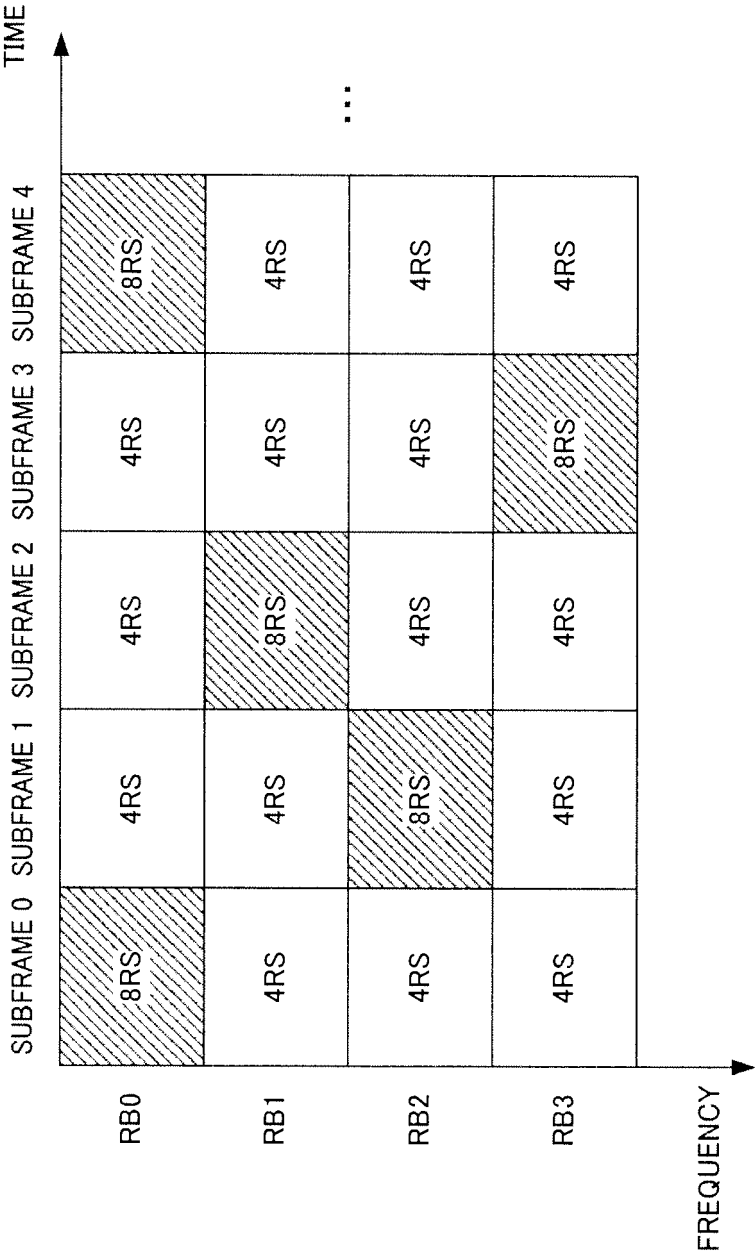 SUBFRAME 0 SUBFRAME 1 SUBFRAME 2 SUBFRAME 3 SUBFRAME 4 TIME
RB0 8RS 4RS 4RS 4RS 8RS
RB1 4RS 4RS 8RS 4RS 4RS ...
RB2 4RS 8RS 4RS 4RS 4RS
RB3 4RS 4RS 4RS 8RS 4RS
FREQUENCY